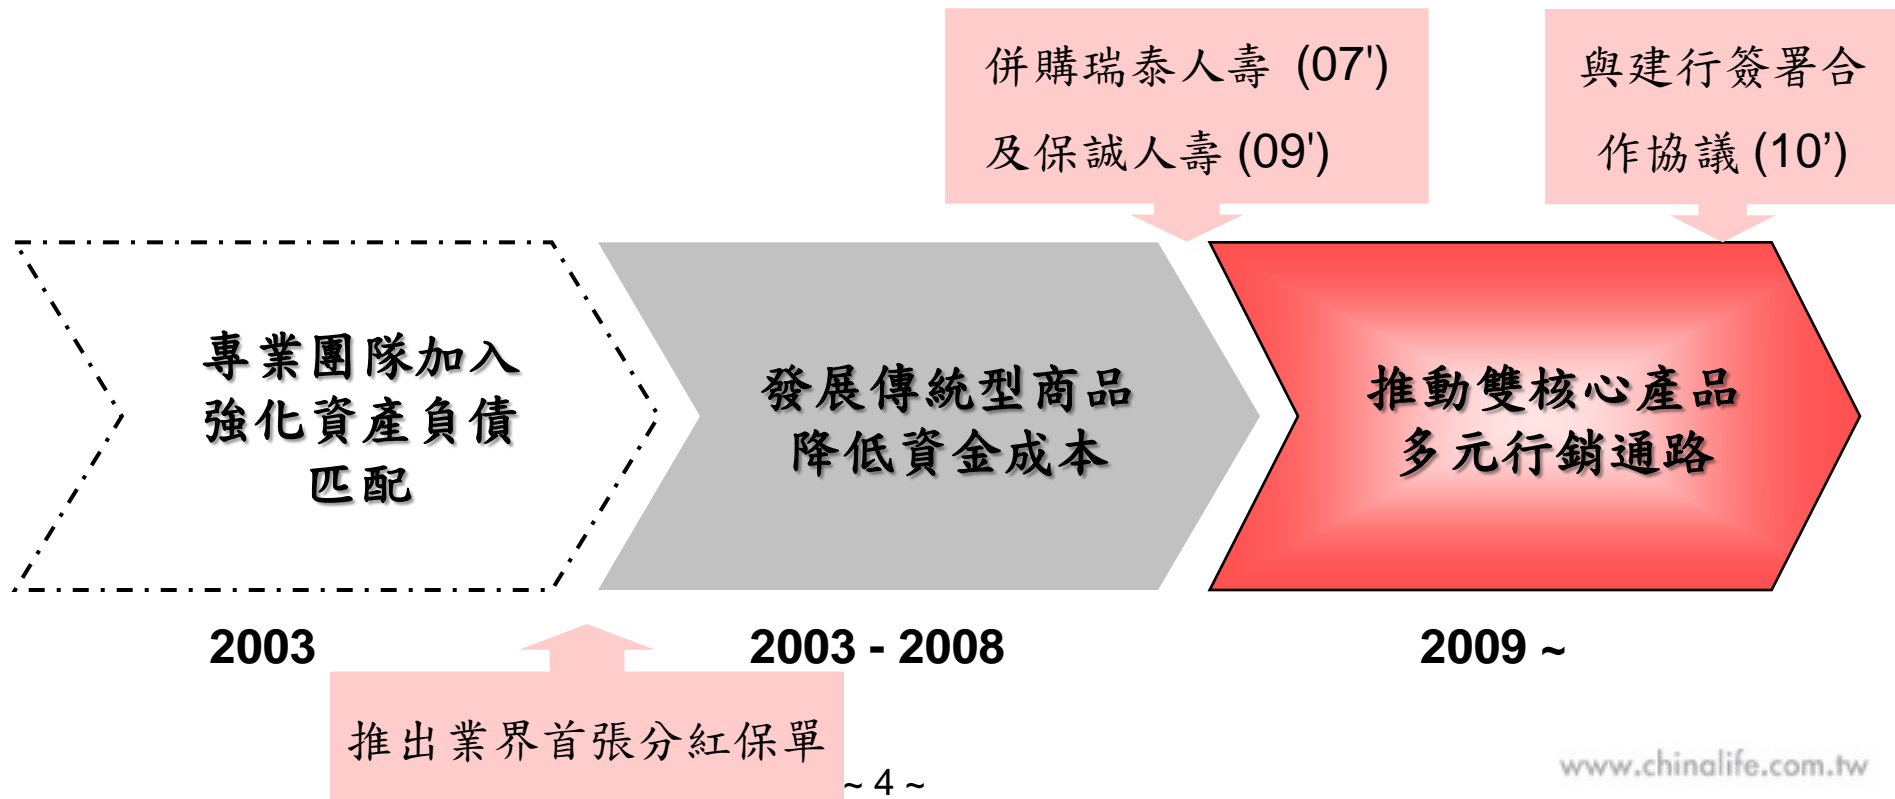 併購瑞泰人壽 (07')
及保誠人壽 (09')
與建行簽署合
作協議 (10’)
專業團隊加入
強化資產負債
匹配
發展傳統型商品
降低資金成本
推動雙核心產品
多元行銷通路
2003
2003 - 2008
2009 ~
推出業界首張分紅保單
~ 4 ~
www.chinalife.com.tw